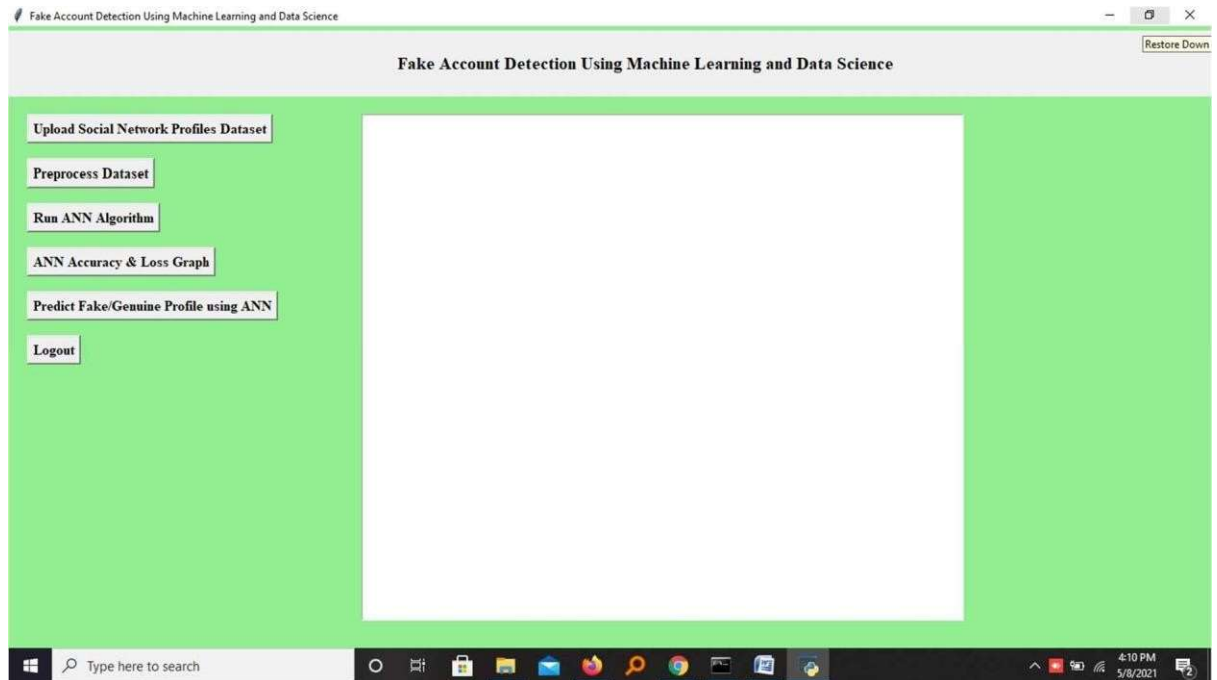 Fake Account Detection Using Machine Learning and Data Science
Restore Down
Fake Account Detection Using Machine Learning and Data Science
Upload Social Network Profiles Dataset
Preprocess Dataset
Run ANN Algorithm
ANN Accuracy & Loss Graph
Predict Fake/Genuine Profile using ANN
Logout
Type here to search
4:10 PM
5/8/2021
2